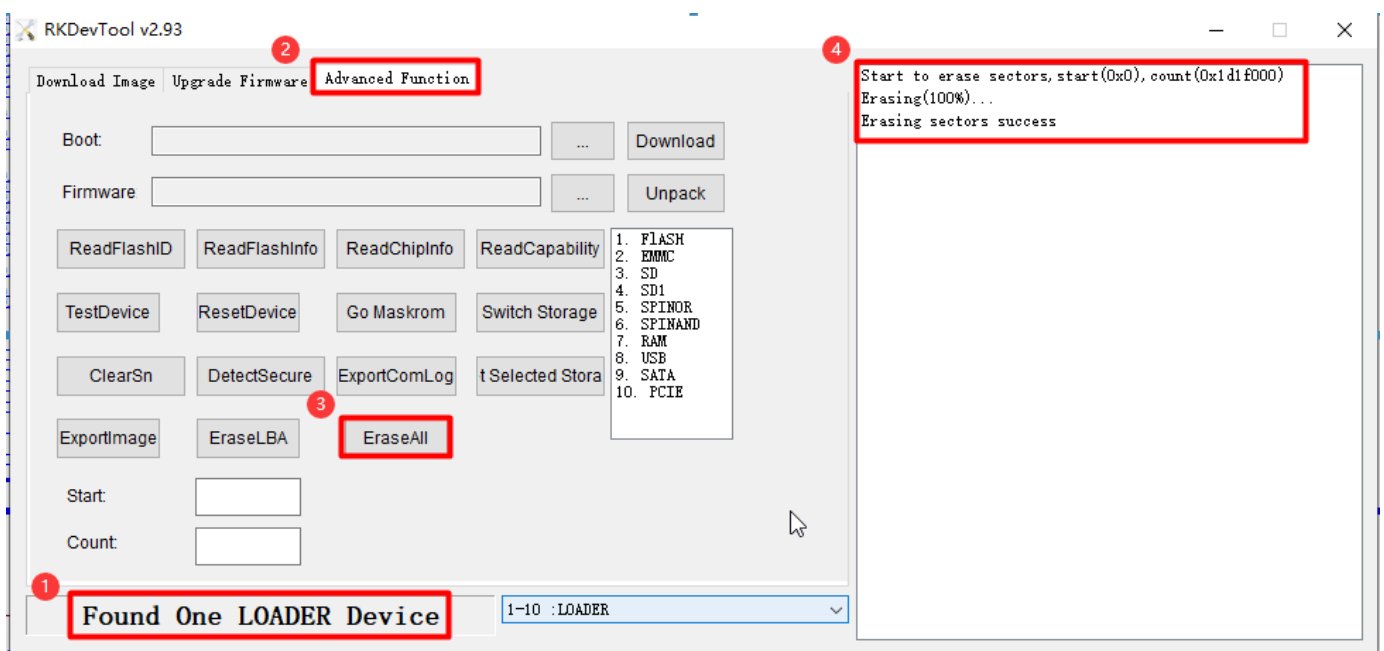 RKDevTool v2.93
2
4
Download Image
Upgrade Firmware
Advanced Function
Start to erase sectors,start(0x0),count(0x1d1f000)
Erasing(100%)...
Erasing sectors success
Boot:
...
Download
Firmware
...
Unpack
ReadFlashID
ReadFlashInfo
ReadChipInfo
ReadCapability
TestDevice
ResetDevice
Go Maskrom
Switch Storage
ClearSn
DetectSecure
ExportComLog
t Selected Stora
1. FlASH
2. EMMC
3. SD
4. SD1
5. SPINOR
6. SPINAND
7. RAM
8. USB
9. SATA
10. PCIE
3
ExportImage
EraseLBA
EraseAll
Start:
Count:
1
Found One LOADER Device
1-10 :LOADER